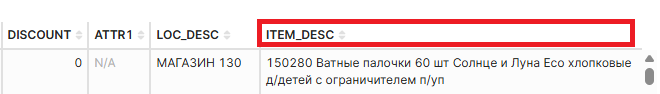 DISCOUNT ATTR1 LOC_DESC ITEM_DESC
0 N/A МАГАЗИН 130 150280 Ватные палочки 60 шт Солнце и Луна Eco хлопковые
д/детей с ограничителем п/уп